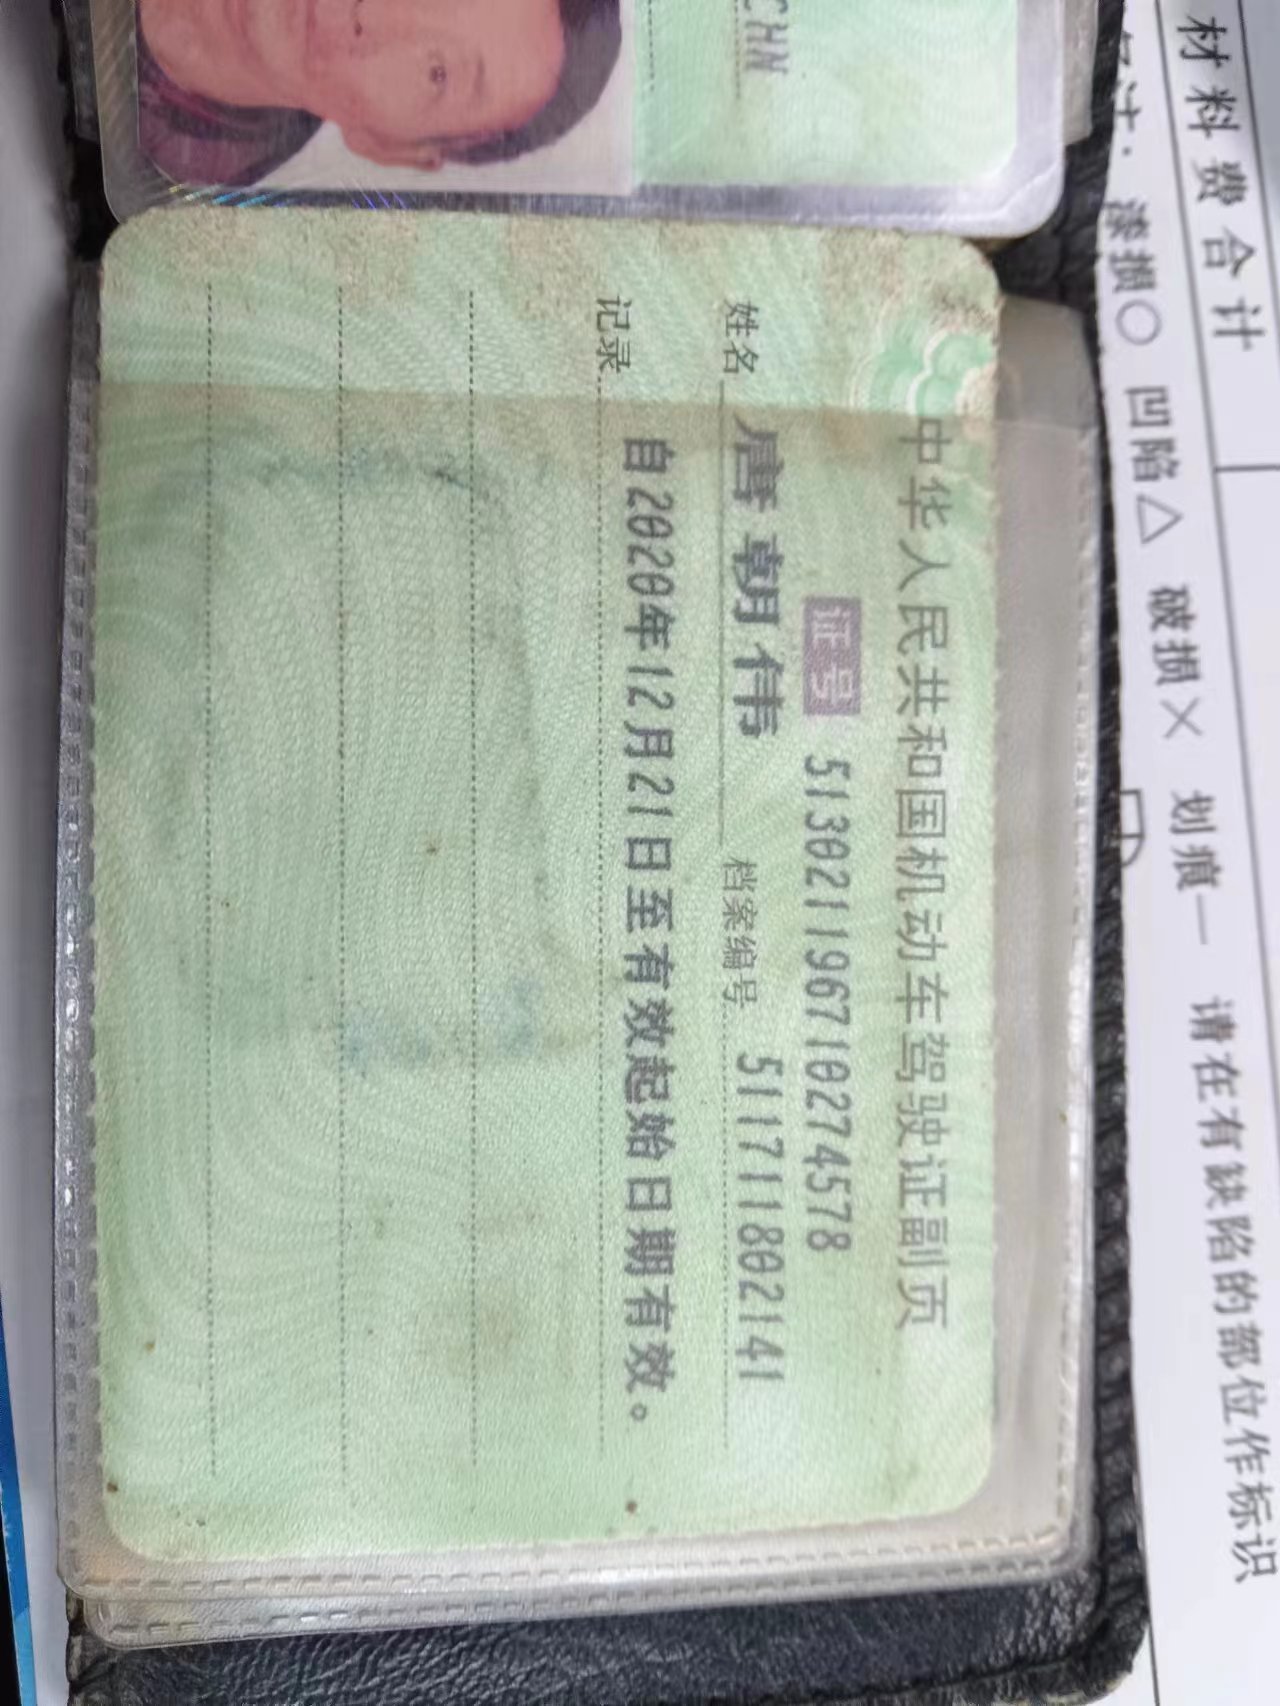 CHN
中华人民共和国机动车驾驶证副页
证号 513021196710274578
姓名 唐朝伟 档案编号 511711802141
记录 自2020年12月21日至有效起始日期有效。
材料费合计
漆损○ 凹陷△ 破损× 划痕— 请在有缺陷的部位作标识